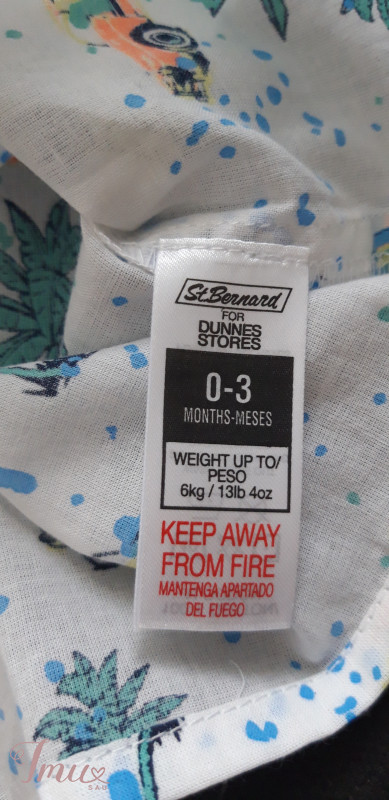 St.Bernard
FOR
DUNNES
STORES
0-3
MONTHS-MESES
WEIGHT UP TO/
PESO
6kg / 13lb 4oz
KEEP AWAY
FROM FIRE
MANTENGA APARTADO
DEL FUEGO